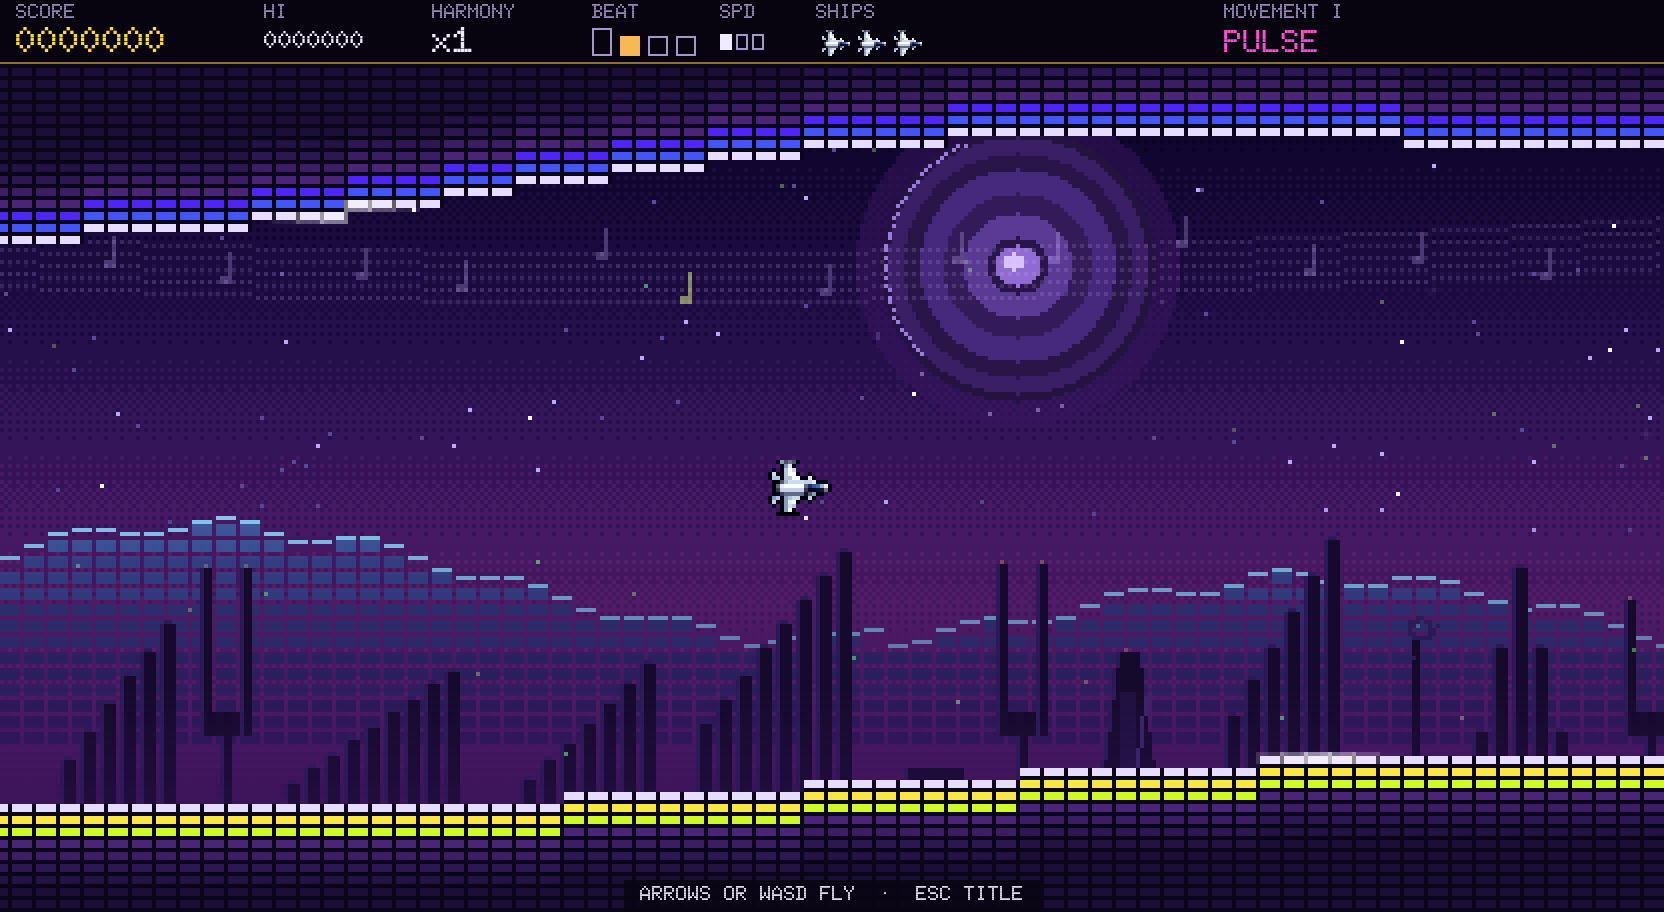 SCORE HI HARMONY BEAT SPD SHIPS MOVEMENT I
0000000 0000000 x1 PULSE
ARROWS OR WASD FLY · ESC TITLE